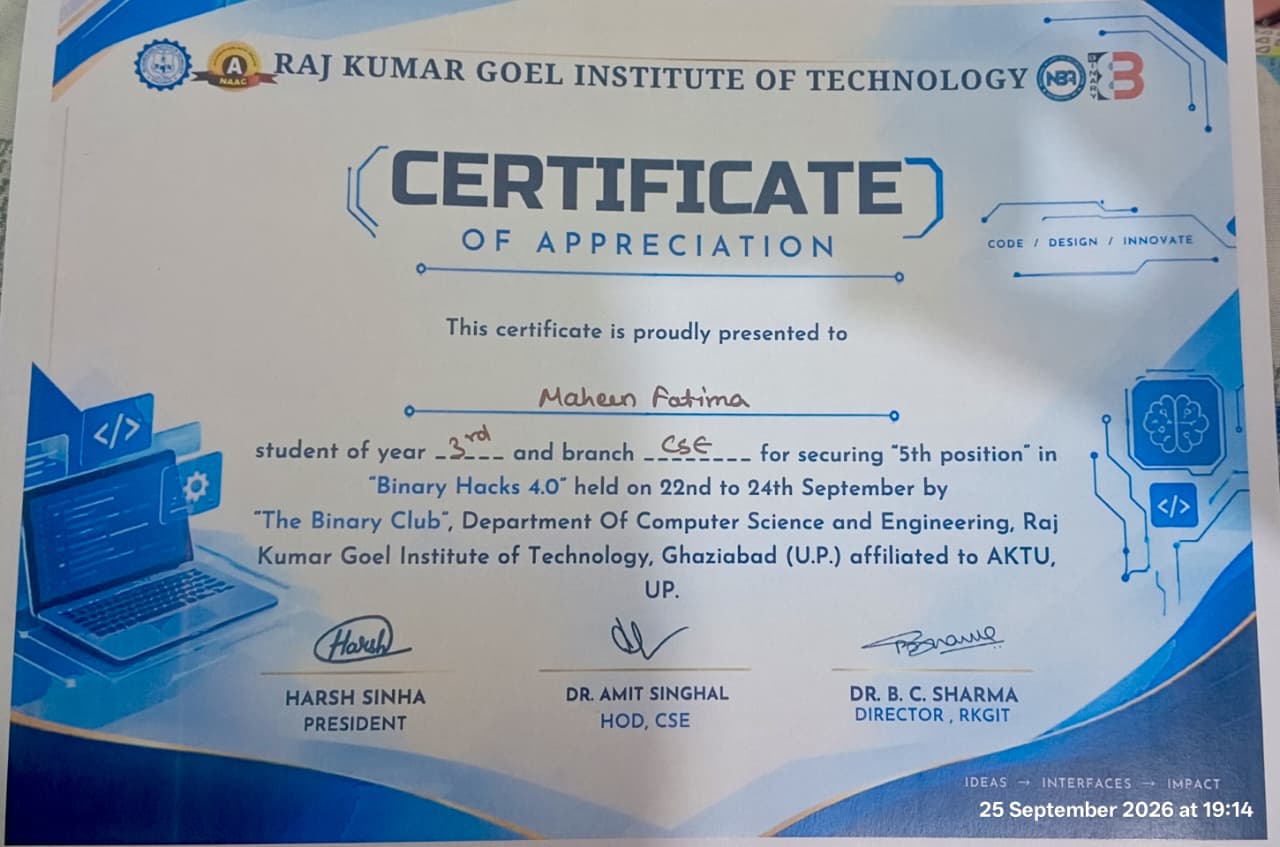 A
NAAC
RAJ KUMAR GOEL INSTITUTE OF TECHNOLOGY
NBA
BINARY
B
CERTIFICATE
OF APPRECIATION
CODE / DESIGN / INNOVATE
This certificate is proudly presented to
Maheen Fatima
student of year 3rd and branch CSE for securing "5th position" in
"Binary Hacks 4.0" held on 22nd to 24th September by
"The Binary Club", Department Of Computer Science and Engineering, Raj
Kumar Goel Institute of Technology, Ghaziabad (U.P.) affiliated to AKTU,
UP.
</>
</>
Harsh
HARSH SINHA
PRESIDENT
DR. AMIT SINGHAL
HOD, CSE
DR. B. C. SHARMA
DIRECTOR , RKGIT
IDEAS → INTERFACES → IMPACT
25 September 2026 at 19:14